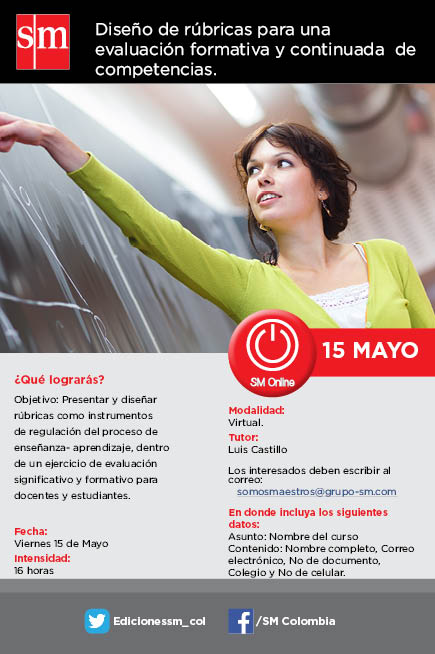 sm
Diseño de rúbricas para una
evaluación formativa y continuada de
competencias.
SM Online
15 MAYO
¿Qué lograrás?
Objetivo: Presentar y diseñar
rúbricas como instrumentos
de regulación del proceso de
enseñanza- aprendizaje, dentro
de un ejercicio de evaluación
significativo y formativo para
docentes y estudiantes.
Fecha:
Viernes 15 de Mayo
Intensidad:
16 horas
Modalidad:
Virtual.
Tutor:
Luis Castillo
Los interesados deben escribir al
correo:
somosmaestros@grupo-sm.com
En donde incluya los siguientes
datos:
Asunto: Nombre del curso
Contenido: Nombre completo, Correo
electrónico, No de documento,
Colegio y No de celular.
Edicionessm_col
/SM Colombia